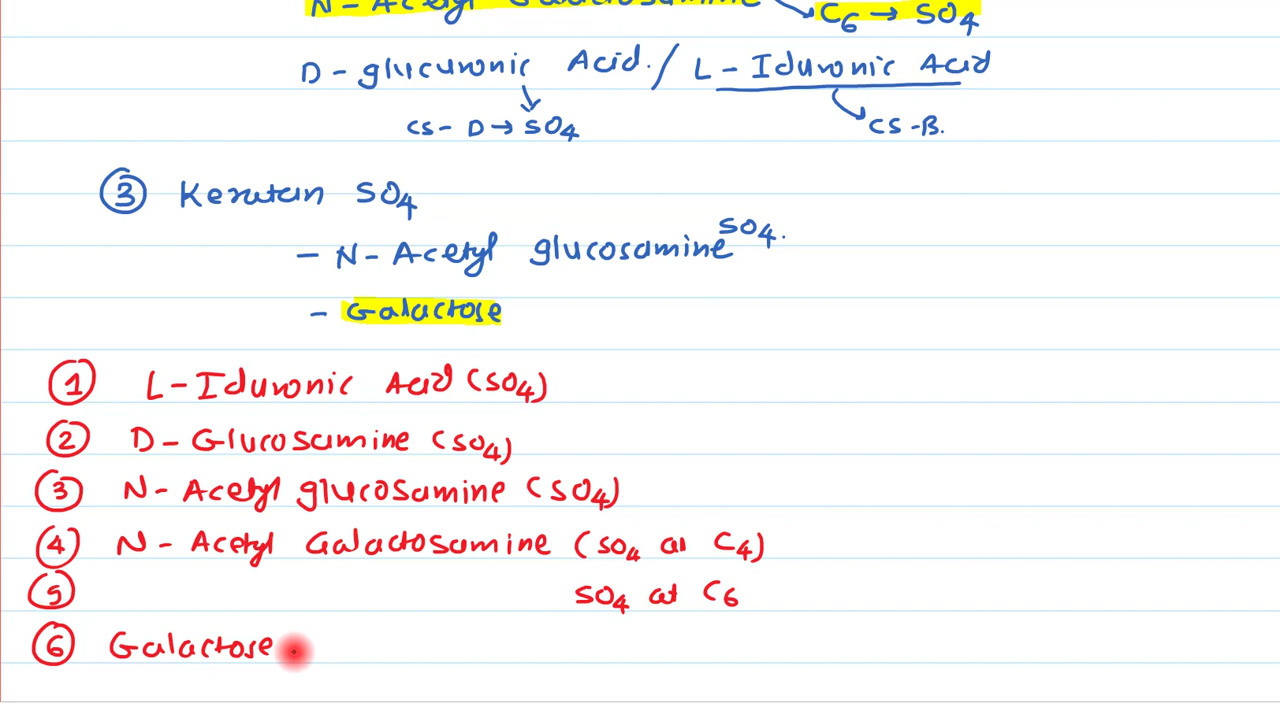 N - Acetyl Galactosamine
C6 → SO4
D - glucuronic Acid. / L - Iduronic Acid
CS - D → SO4
CS - B.
③ Keratan SO4
- N - Acetyl glucosamine SO4.
- Galactose
① L - Iduronic Acid (SO4)
② D - Glucosamine (SO4)
③ N - Acetyl glucosamine (SO4)
④ N - Acetyl Galactosamine (SO4 at C4)
⑤ SO4 at C6
⑥ Galactose